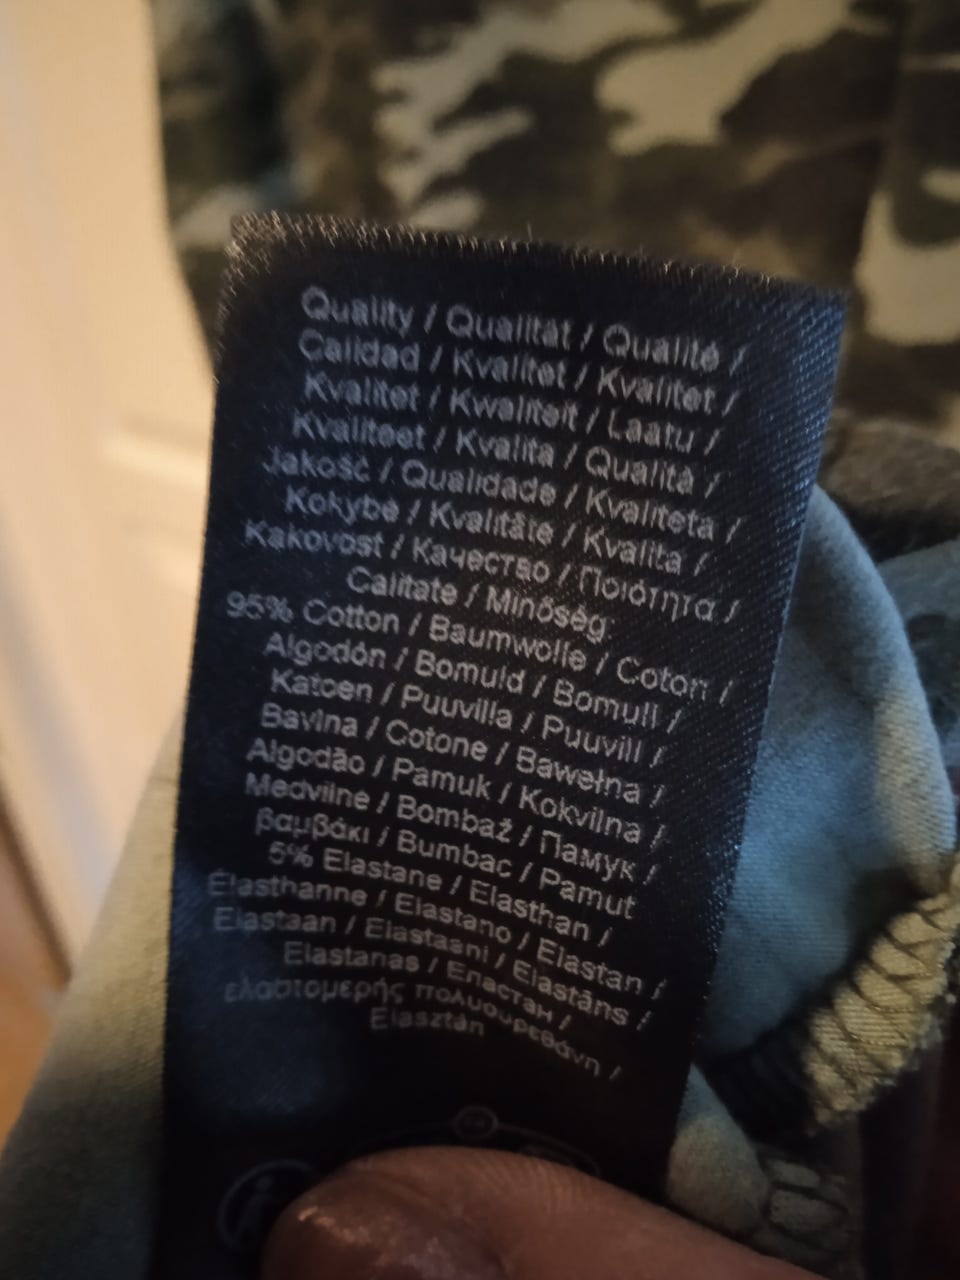 Quality / Qualität / Qualité /
Calidad / Kvalitet / Kvalitet /
Kvalitet / Kwaliteit / Laatu /
Kvaliteet / Kvalita / Qualità /
Jakość / Qualidade / Kvaliteta /
Kokybė / Kvalitāte / Kvalita /
Kakovost / Качество / Ποιότητα /
Calitate / Minőség:
95% Cotton / Baumwolle / Coton /
Algodón / Bomuld / Bomull /
Katoen / Puuvilla / Puuvill /
Bavlna / Cotone / Bawełna /
Algodão / Pamuk / Kokvilna /
Medvilnė / Bombaž / Памук /
βαμβάκι / Bumbac / Pamut
5% Elastane / Elasthan /
Élasthanne / Elastano / Elastan /
Elastaan / Elastaani / Elastāns /
Elastanas / Еластан /
ελαστομερής πολυουρεθάνη /
Elasztán